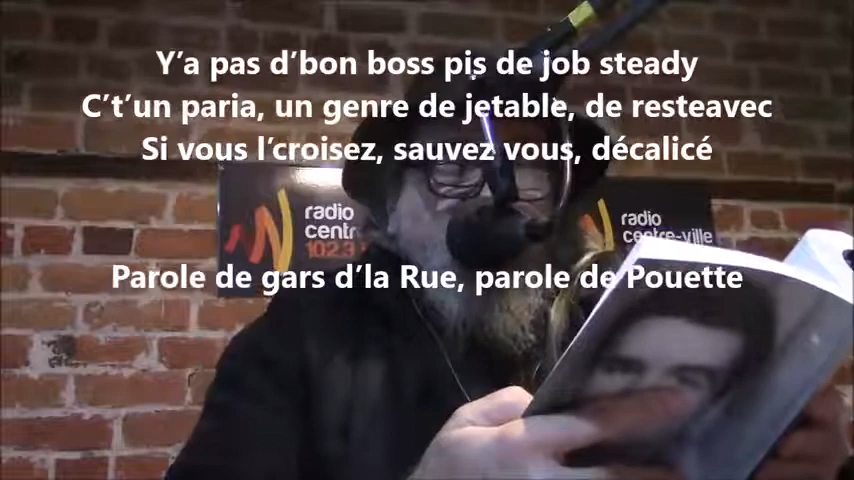 Y’a pas d’bon boss pis de job steady
C’t’un paria, un genre de jetable, de resteavec
Si vous l’croisez, sauvez vous, décalicé
radio
centr
102.3
radio
centre-ville
Parole de gars d’la Rue, parole de Pouette